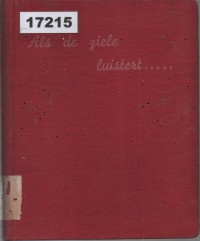 17215
Als de ziele
luistert.....